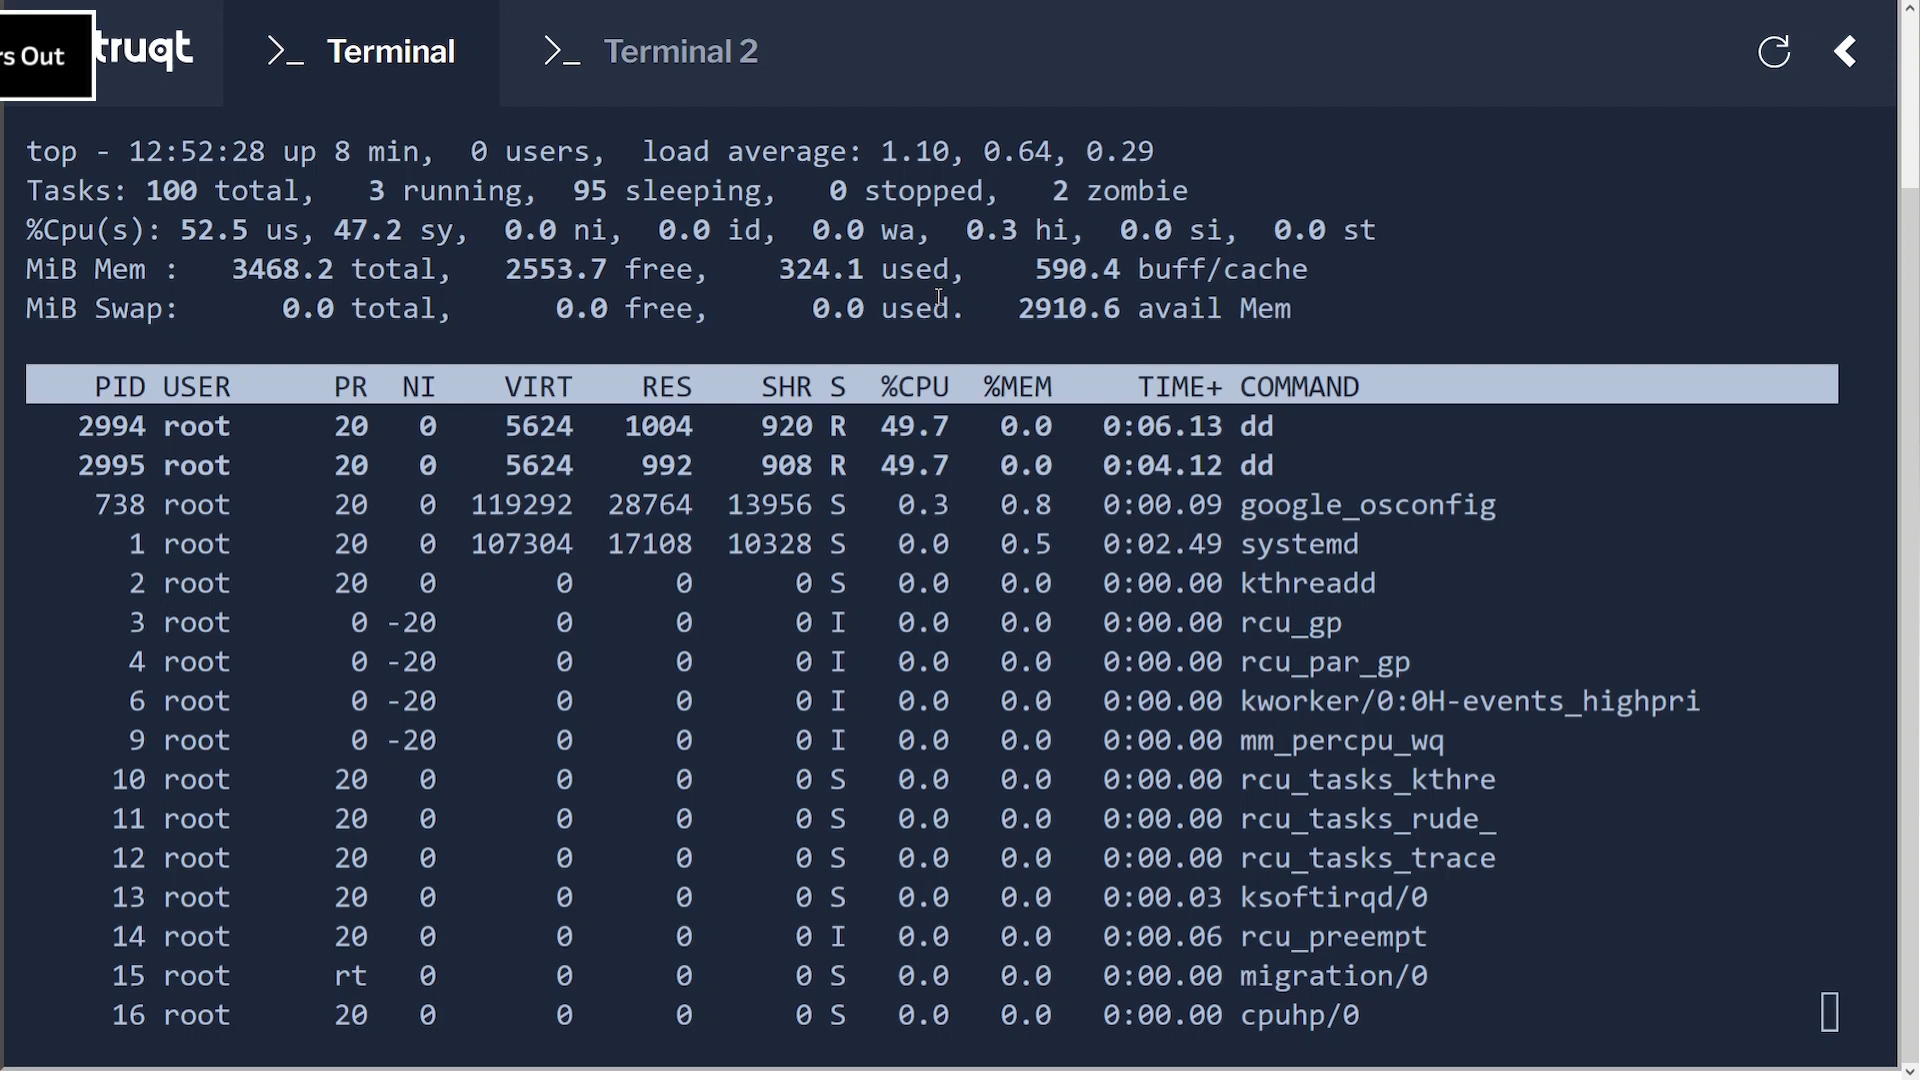 rs Out
truqt
>_ Terminal
>_ Terminal 2
top - 12:52:28 up 8 min,  0 users,  load average: 1.10, 0.64, 0.29
Tasks: 100 total,   3 running,  95 sleeping,   0 stopped,   2 zombie
%Cpu(s): 52.5 us, 47.2 sy,  0.0 ni,  0.0 id,  0.0 wa,  0.3 hi,  0.0 si,  0.0 st
MiB Mem :   3468.2 total,   2553.7 free,    324.1 used,    590.4 buff/cache
MiB Swap:      0.0 total,      0.0 free,      0.0 used.   2910.6 avail Mem
PID USER      PR  NI    VIRT    RES    SHR S  %CPU  %MEM     TIME+ COMMAND
2994 root      20   0    5624   1004    920 R  49.7   0.0   0:06.13 dd
2995 root      20   0    5624    992    908 R  49.7   0.0   0:04.12 dd
738 root      20   0  119292  28764  13956 S   0.3   0.8   0:00.09 google_osconfig
1 root      20   0  107304  17108  10328 S   0.0   0.5   0:02.49 systemd
2 root      20   0       0      0      0 S   0.0   0.0   0:00.00 kthreadd
3 root       0 -20       0      0      0 I   0.0   0.0   0:00.00 rcu_gp
4 root       0 -20       0      0      0 I   0.0   0.0   0:00.00 rcu_par_gp
6 root       0 -20       0      0      0 I   0.0   0.0   0:00.00 kworker/0:0H-events_highpri
9 root       0 -20       0      0      0 I   0.0   0.0   0:00.00 mm_percpu_wq
10 root      20   0       0      0      0 S   0.0   0.0   0:00.00 rcu_tasks_kthre
11 root      20   0       0      0      0 S   0.0   0.0   0:00.00 rcu_tasks_rude_
12 root      20   0       0      0      0 S   0.0   0.0   0:00.00 rcu_tasks_trace
13 root      20   0       0      0      0 S   0.0   0.0   0:00.03 ksoftirqd/0
14 root      20   0       0      0      0 I   0.0   0.0   0:00.06 rcu_preempt
15 root      rt   0       0      0      0 S   0.0   0.0   0:00.00 migration/0
16 root      20   0       0      0      0 S   0.0   0.0   0:00.00 cpuhp/0